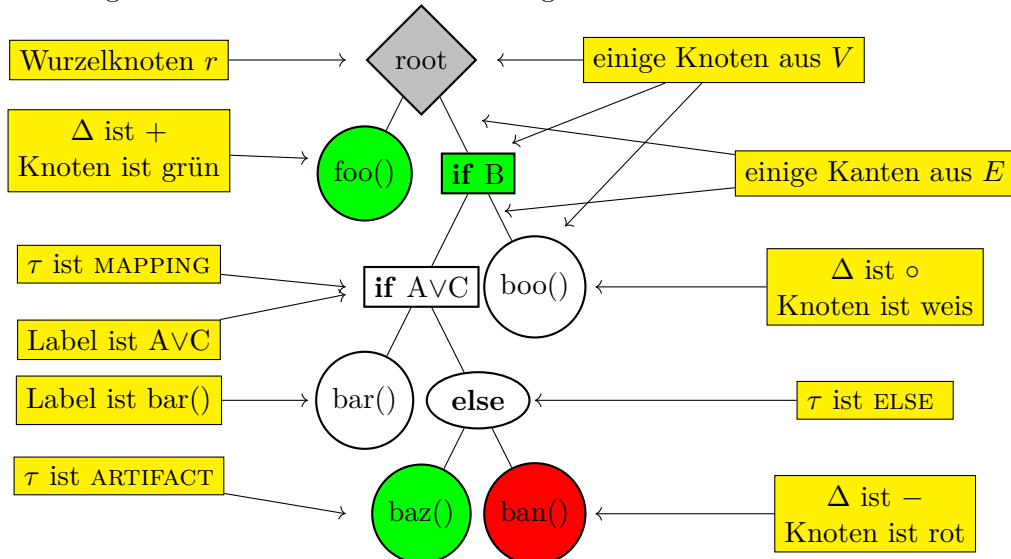 Wurzelknoten r
root
einige Knoten aus V
Δ ist +
Knoten ist grün
foo()
if B
einige Kanten aus E
τ ist MAPPING
if A∨C
boo()
Δ ist ∘
Knoten ist weis
Label ist A∨C
Label ist bar()
bar()
else
τ ist ELSE
τ ist ARTIFACT
baz()
ban()
Δ ist −
Knoten ist rot